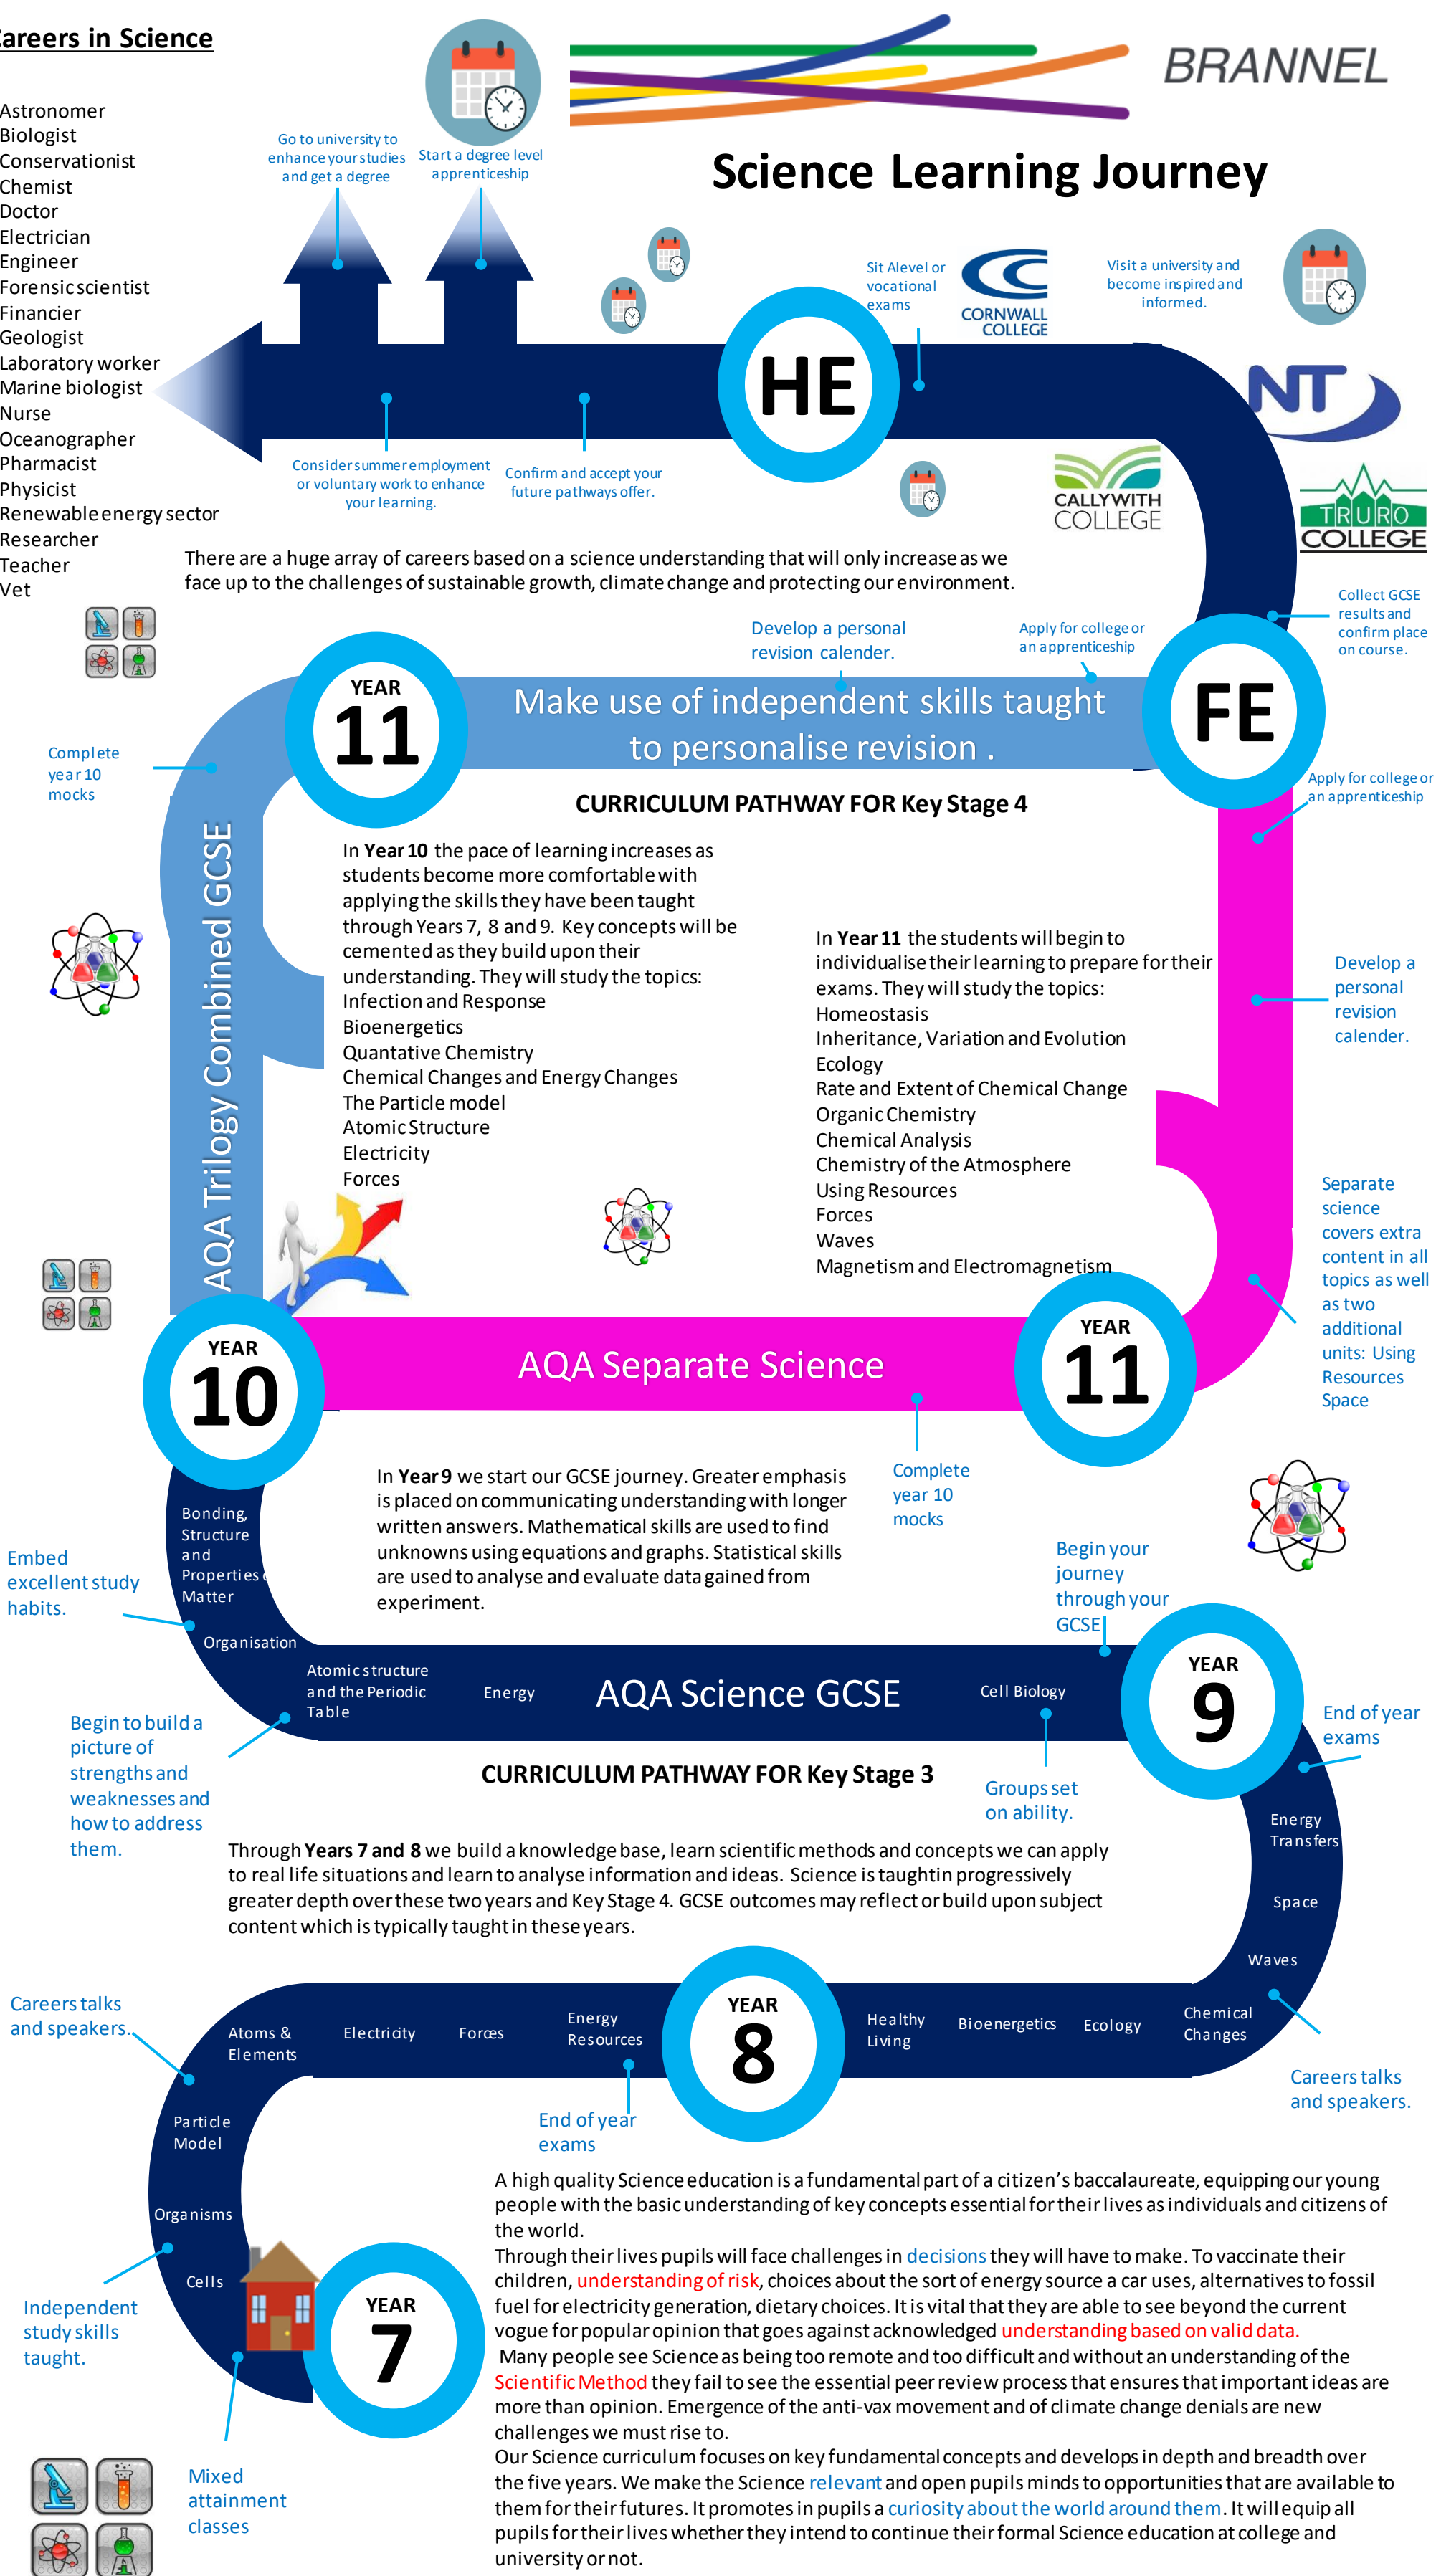 Careers in Science
BRANNEL
Science Learning Journey
Astronomer
Biologist
Conservationist
Chemist
Doctor
Electrician
Engineer
Forensic scientist
Financier
Geologist
Laboratory worker
Marine biologist
Nurse
Oceanographer
Pharmacist
Physicist
Renewable energy sector
Researcher
Teacher
Vet
Go to university to
enhance your studies
and get a degree
Start a degree level
apprenticeship
Sit Alevel or
vocational
exams
CORNWALL
COLLEGE
Visit a university and
become inspired and
informed.
HE
NT
Consider summer employment
or voluntary work to enhance
your learning.
Confirm and accept your
future pathways offer.
CALLYWITH
COLLEGE
TRURO
COLLEGE
There are a huge array of careers based on a science understanding that will only increase as we
face up to the challenges of sustainable growth, climate change and protecting our environment.
Collect GCSE
results and
confirm place
on course.
Develop a personal
revision calender.
Apply for college or
an apprenticeship
YEAR
11
Make use of independent skills taught
to personalise revision .
FE
Complete
year 10
mocks
Apply for college or
an apprenticeship
CURRICULUM PATHWAY FOR Key Stage 4
AQA Trilogy Combined GCSE
In Year 10 the pace of learning increases as
students become more comfortable with
applying the skills they have been taught
through Years 7, 8 and 9. Key concepts will be
cemented as they build upon their
understanding. They will study the topics:
Infection and Response
Bioenergetics
Quantative Chemistry
Chemical Changes and Energy Changes
The Particle model
Atomic Structure
Electricity
Forces
In Year 11 the students will begin to
individualise their learning to prepare for their
exams. They will study the topics:
Homeostasis
Inheritance, Variation and Evolution
Ecology
Rate and Extent of Chemical Change
Organic Chemistry
Chemical Analysis
Chemistry of the Atmosphere
Using Resources
Forces
Waves
Magnetism and Electromagnetism
Develop a
personal
revision
calender.
Separate
science
covers extra
content in all
topics as well
as two
additional
units: Using
Resources
Space
YEAR
10
AQA Separate Science
YEAR
11
Complete
year 10
mocks
In Year 9 we start our GCSE journey. Greater emphasis
is placed on communicating understanding with longer
written answers. Mathematical skills are used to find
unknowns using equations and graphs. Statistical skills
are used to analyse and evaluate data gained from
experiment.
Bonding,
Structure
and
Properties
Matter
Embed
excellent study
habits.
Organisation
Begin your
journey
through your
GCSE
Atomic structure
and the Periodic
Table
Energy
AQA Science GCSE
Cell Biology
YEAR
9
Begin to build a
picture of
strengths and
weaknesses and
how to address
them.
End of year
exams
CURRICULUM PATHWAY FOR Key Stage 3
Groups set
on ability.
Energy
Transfers
Through Years 7 and 8 we build a knowledge base, learn scientific methods and concepts we can apply
to real life situations and learn to analyse information and ideas. Science is taught in progressively
greater depth over these two years and Key Stage 4. GCSE outcomes may reflect or build upon subject
content which is typically taught in these years.
Space
Waves
Careers talks
and speakers.
Atoms &
Elements
Electricity
Forces
Energy
Resources
YEAR
8
Healthy
Living
Bioenergetics
Ecology
Chemical
Changes
Careers talks
and speakers.
End of year
exams
Particle
Model
Organisms
Cells
Independent
study skills
taught.
YEAR
7
Mixed
attainment
classes
A high quality Science education is a fundamental part of a citizen's baccalaureate, equipping our young
people with the basic understanding of key concepts essential for their lives as individuals and citizens of
the world.
Through their lives pupils will face challenges in decisions they will have to make. To vaccinate their
children, understanding of risk, choices about the sort of energy source a car uses, alternatives to fossil
fuel for electricity generation, dietary choices. It is vital that they are able to see beyond the current
vogue for popular opinion that goes against acknowledged understanding based on valid data.
Many people see Science as being too remote and too difficult and without an understanding of the
Scientific Method they fail to see the essential peer review process that ensures that important ideas are
more than opinion. Emergence of the anti-vax movement and of climate change denials are new
challenges we must rise to.
Our Science curriculum focuses on key fundamental concepts and develops in depth and breadth over
the five years. We make the Science relevant and open pupils minds to opportunities that are available to
them for their futures. It promotes in pupils a curiosity about the world around them. It will equip all
pupils for their lives whether they intend to continue their formal Science education at college and
university or not.